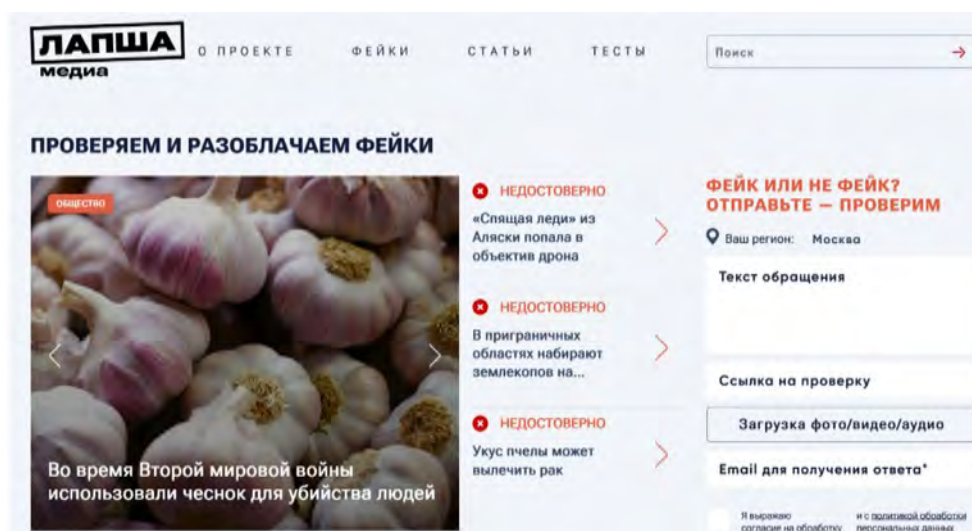 ЛАПША
медиа
О ПРОЕКТЕ
ФЕЙКИ
СТАТЬИ
ТЕСТЫ
Поиск
ПРОВЕРЯЕМ И РАЗОБЛАЧАЕМ ФЕЙКИ
ОБЩЕСТВО
Во время Второй мировой войны
использовали чеснок для убийства людей
НЕДОСТОВЕРНО
«Спящая леди» из
Аляски попала в
объектив дрона
НЕДОСТОВЕРНО
В приграничных
областях набирают
землекопов на...
НЕДОСТОВЕРНО
Укус пчелы может
вылечить рак
ФЕЙК ИЛИ НЕ ФЕЙК?
ОТПРАВЬТЕ — ПРОВЕРИМ
Ваш регион: Москва
Текст обращения
Ссылка на проверку
Загрузка фото/видео/аудио
Email для получения ответа*
Я выражаю
согласие на обработку
и с политикой обработки
персональных данных